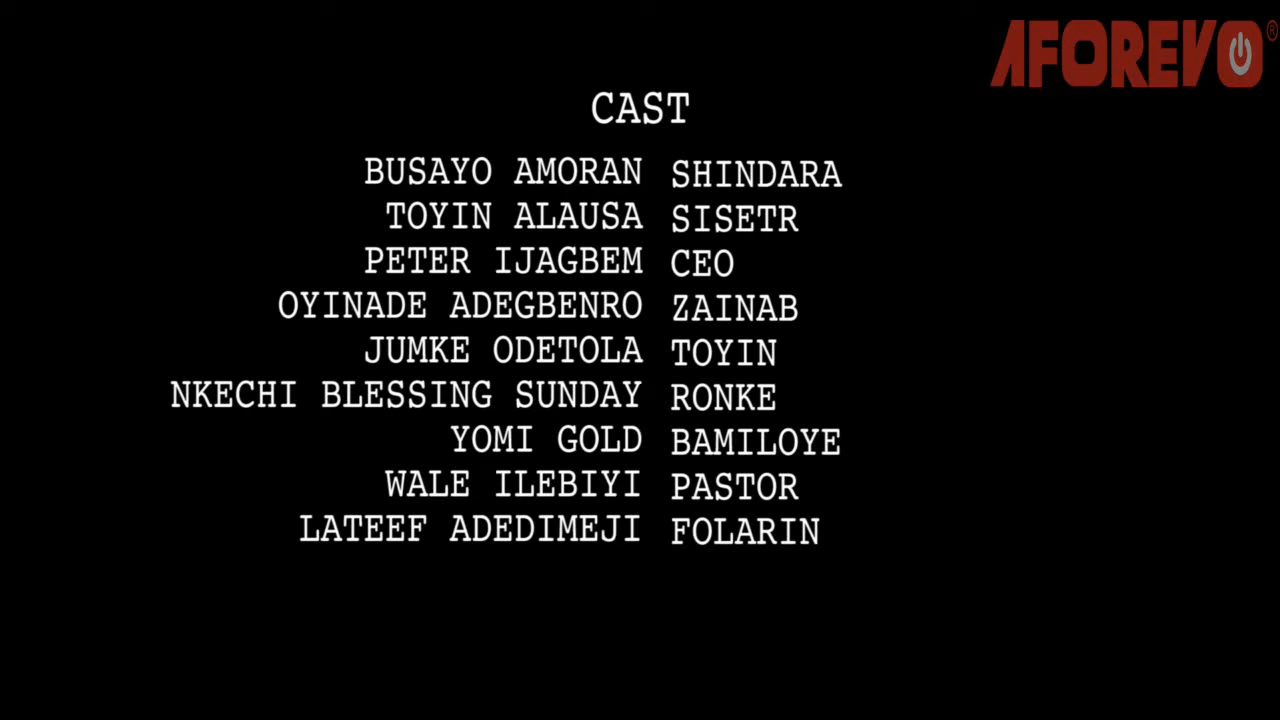 AFOREVO®
CAST
BUSAYO AMORAN SHINDARA
TOYIN ALAUSA SISETR
PETER IJAGBEM CEO
OYINADE ADEGBENRO ZAINAB
JUMKE ODETOLA TOYIN
NKECHI BLESSING SUNDAY RONKE
YOMI GOLD BAMILOYE
WALE ILEBIYI PASTOR
LATEEF ADEDIMEJI FOLARIN